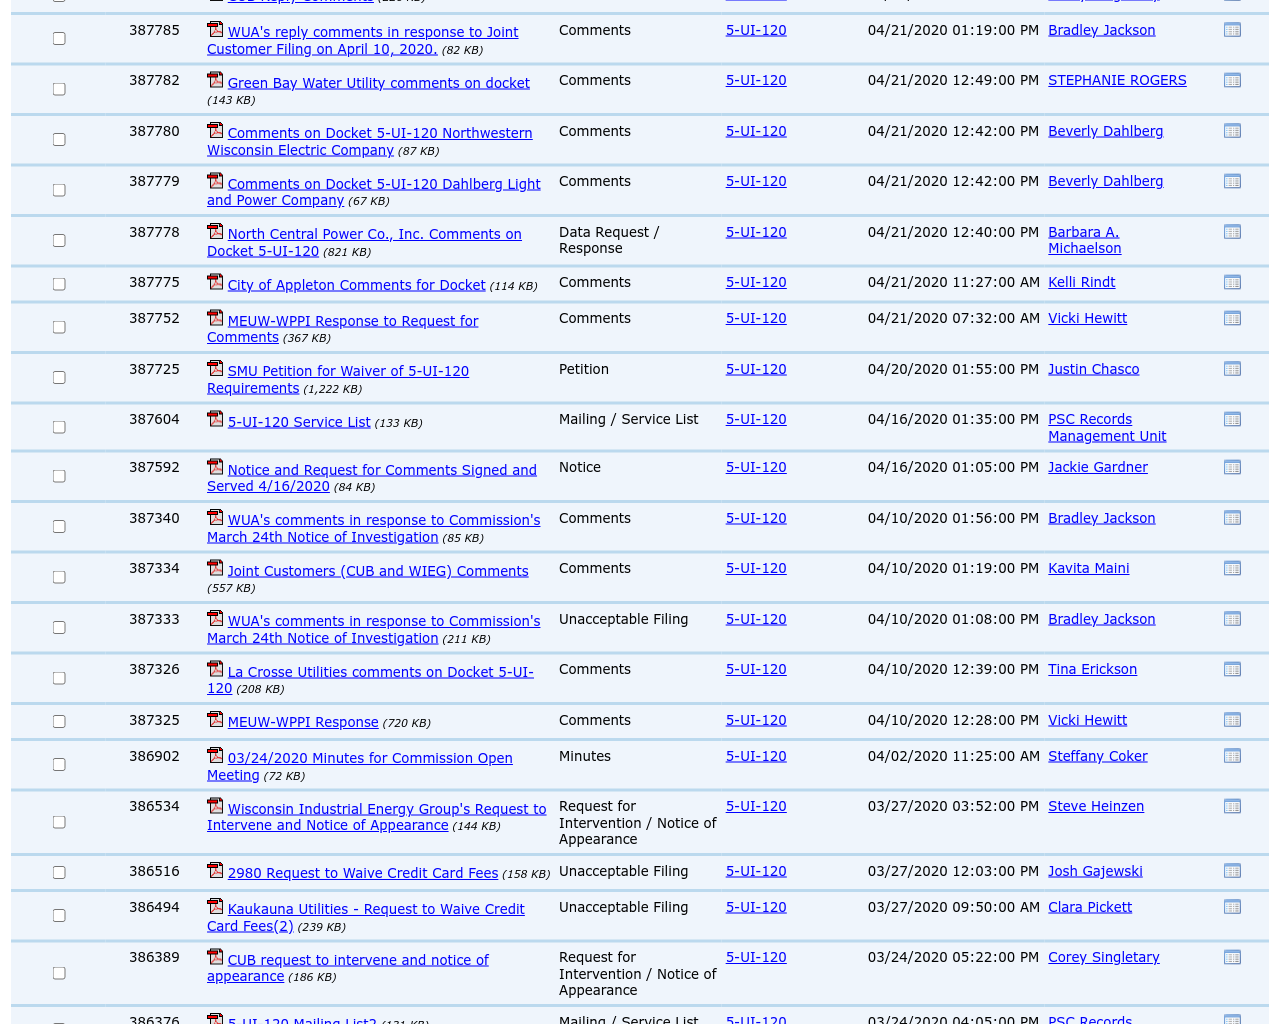 387785 WUA's reply comments in response to Joint Comments 5-UI-120 04/21/2020 01:19:00 PM Bradley Jackson
Customer Filing on April 10, 2020. (82 KB)
387782 Green Bay Water Utility comments on docket Comments 5-UI-120 04/21/2020 12:49:00 PM STEPHANIE ROGERS
(143 KB)
387780 Comments on Docket 5-UI-120 Northwestern Comments 5-UI-120 04/21/2020 12:42:00 PM Beverly Dahlberg
Wisconsin Electric Company (87 KB)
387779 Comments on Docket 5-UI-120 Dahlberg Light Comments 5-UI-120 04/21/2020 12:42:00 PM Beverly Dahlberg
and Power Company (67 KB)
387778 North Central Power Co., Inc. Comments on Data Request / 5-UI-120 04/21/2020 12:40:00 PM Barbara A.
Docket 5-UI-120 (821 KB) Response Michaelson
387775 City of Appleton Comments for Docket (114 KB) Comments 5-UI-120 04/21/2020 11:27:00 AM Kelli Rindt
387752 MEUW-WPPI Response to Request for Comments 5-UI-120 04/21/2020 07:32:00 AM Vicki Hewitt
Comments (367 KB)
387725 SMU Petition for Waiver of 5-UI-120 Petition 5-UI-120 04/20/2020 01:55:00 PM Justin Chasco
Requirements (1,222 KB)
387604 5-UI-120 Service List (133 KB) Mailing / Service List 5-UI-120 04/16/2020 01:35:00 PM PSC Records
Management Unit
387592 Notice and Request for Comments Signed and Notice 5-UI-120 04/16/2020 01:05:00 PM Jackie Gardner
Served 4/16/2020 (84 KB)
387340 WUA's comments in response to Commission's Comments 5-UI-120 04/10/2020 01:56:00 PM Bradley Jackson
March 24th Notice of Investigation (85 KB)
387334 Joint Customers (CUB and WIEG) Comments Comments 5-UI-120 04/10/2020 01:19:00 PM Kavita Maini
(557 KB)
387333 WUA's comments in response to Commission's Unacceptable Filing 5-UI-120 04/10/2020 01:08:00 PM Bradley Jackson
March 24th Notice of Investigation (211 KB)
387326 La Crosse Utilities comments on Docket 5-UI- Comments 5-UI-120 04/10/2020 12:39:00 PM Tina Erickson
120 (208 KB)
387325 MEUW-WPPI Response (720 KB) Comments 5-UI-120 04/10/2020 12:28:00 PM Vicki Hewitt
386902 03/24/2020 Minutes for Commission Open Minutes 5-UI-120 04/02/2020 11:25:00 AM Steffany Coker
Meeting (72 KB)
386534 Wisconsin Industrial Energy Group's Request to Request for 5-UI-120 03/27/2020 03:52:00 PM Steve Heinzen
Intervene and Notice of Appearance (144 KB) Intervention / Notice of
Appearance
386516 2980 Request to Waive Credit Card Fees (158 KB) Unacceptable Filing 5-UI-120 03/27/2020 12:03:00 PM Josh Gajewski
386494 Kaukauna Utilities - Request to Waive Credit Unacceptable Filing 5-UI-120 03/27/2020 09:50:00 AM Clara Pickett
Card Fees(2) (239 KB)
386389 CUB request to intervene and notice of Request for 5-UI-120 03/24/2020 05:22:00 PM Corey Singletary
appearance (186 KB) Intervention / Notice of
Appearance
386376 5-UI-120 Mailing List2 (131 KB) Mailing / Service List 5-UI-120 03/24/2020 04:05:00 PM PSC Records